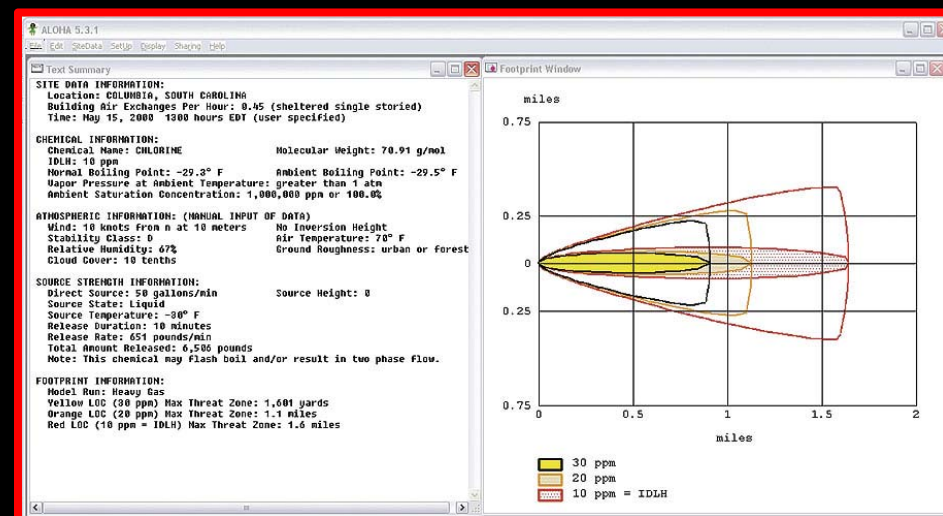 ALOHA 5.3.1
File Edit SiteData SetUp Display Sharing Help
Text Summary
SITE DATA INFORMATION:
Location: COLUMBIA, SOUTH CAROLINA
Building Air Exchanges Per Hour: 0.45 (sheltered single storied)
Time: May 15, 2000 1300 hours EDT (user specified)
CHEMICAL INFORMATION:
Chemical Name: CHLORINE Molecular Weight: 70.91 g/mol
IDLH: 10 ppm
Normal Boiling Point: -29.3° F Ambient Boiling Point: -29.5° F
Vapor Pressure at Ambient Temperature: greater than 1 atm
Ambient Saturation Concentration: 1,000,000 ppm or 100.0%
ATMOSPHERIC INFORMATION: (MANUAL INPUT OF DATA)
Wind: 10 knots from n at 10 meters No Inversion Height
Stability Class: D Air Temperature: 70° F
Relative Humidity: 67% Ground Roughness: urban or forest
Cloud Cover: 10 tenths
SOURCE STRENGTH INFORMATION:
Direct Source: 50 gallons/min Source Height: 0
Source State: Liquid
Source Temperature: -30° F
Release Duration: 10 minutes
Release Rate: 651 pounds/min
Total Amount Released: 6,506 pounds
Note: This chemical may flash boil and/or result in two phase flow.
FOOTPRINT INFORMATION:
Model Run: Heavy Gas
Yellow LOC (30 ppm) Max Threat Zone: 1,601 yards
Orange LOC (20 ppm) Max Threat Zone: 1.1 miles
Red LOC (10 ppm = IDLH) Max Threat Zone: 1.6 miles
Footprint Window
miles
0.75
0.25
0
0.25
0.75
0 0.5 1 1.5 2
miles
30 ppm
20 ppm
10 ppm = IDLH